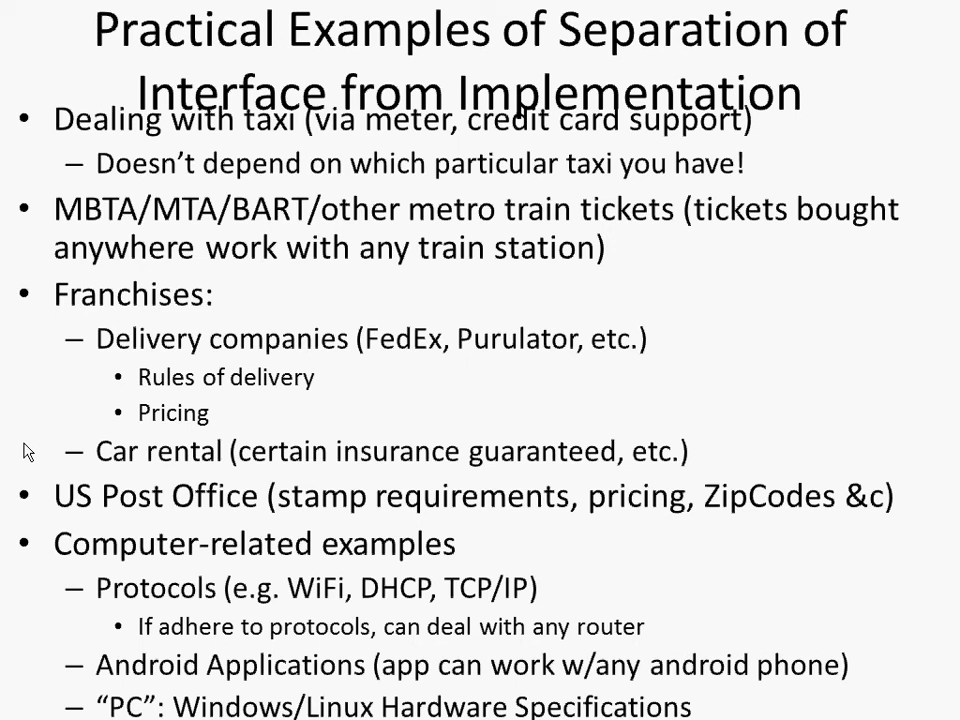 Practical Examples of Separation of
Interface from Implementation
• Dealing with taxi (via meter, credit card support)
– Doesn’t depend on which particular taxi you have!
• MBTA/MTA/BART/other metro train tickets (tickets bought
anywhere work with any train station)
• Franchises:
– Delivery companies (FedEx, Purulator, etc.)
• Rules of delivery
• Pricing
– Car rental (certain insurance guaranteed, etc.)
• US Post Office (stamp requirements, pricing, ZipCodes &c)
• Computer-related examples
– Protocols (e.g. WiFi, DHCP, TCP/IP)
• If adhere to protocols, can deal with any router
– Android Applications (app can work w/any android phone)
– “PC”: Windows/Linux Hardware Specifications